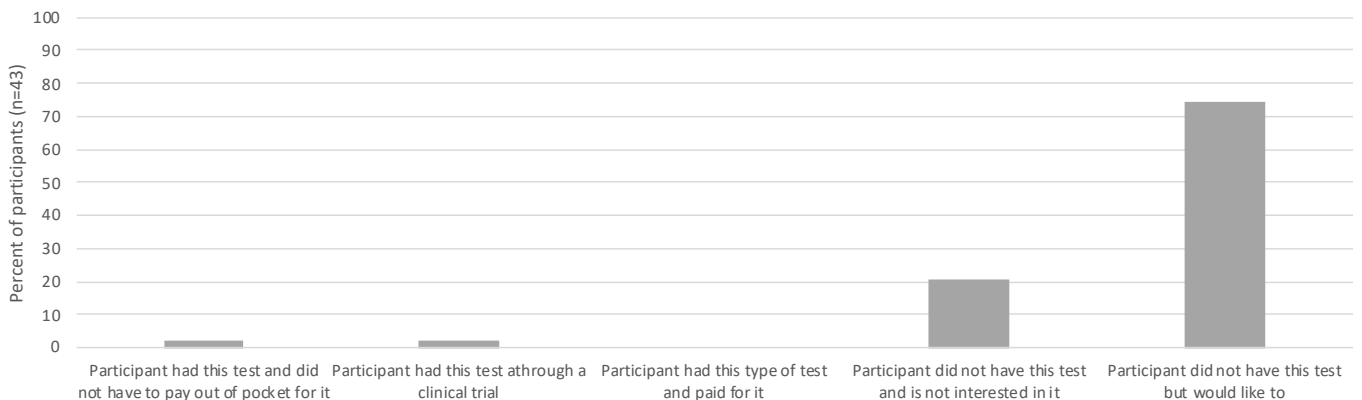 Percent of participants (n=43)
100
90
80
70
60
50
40
30
20
10
0
Participant had this test and did
not have to pay out of pocket for it
Participant had this test athrough a
clinical trial
Participant had this type of test
and paid for it
Participant did not have this test
and is not interested in it
Participant did not have this test
but would like to